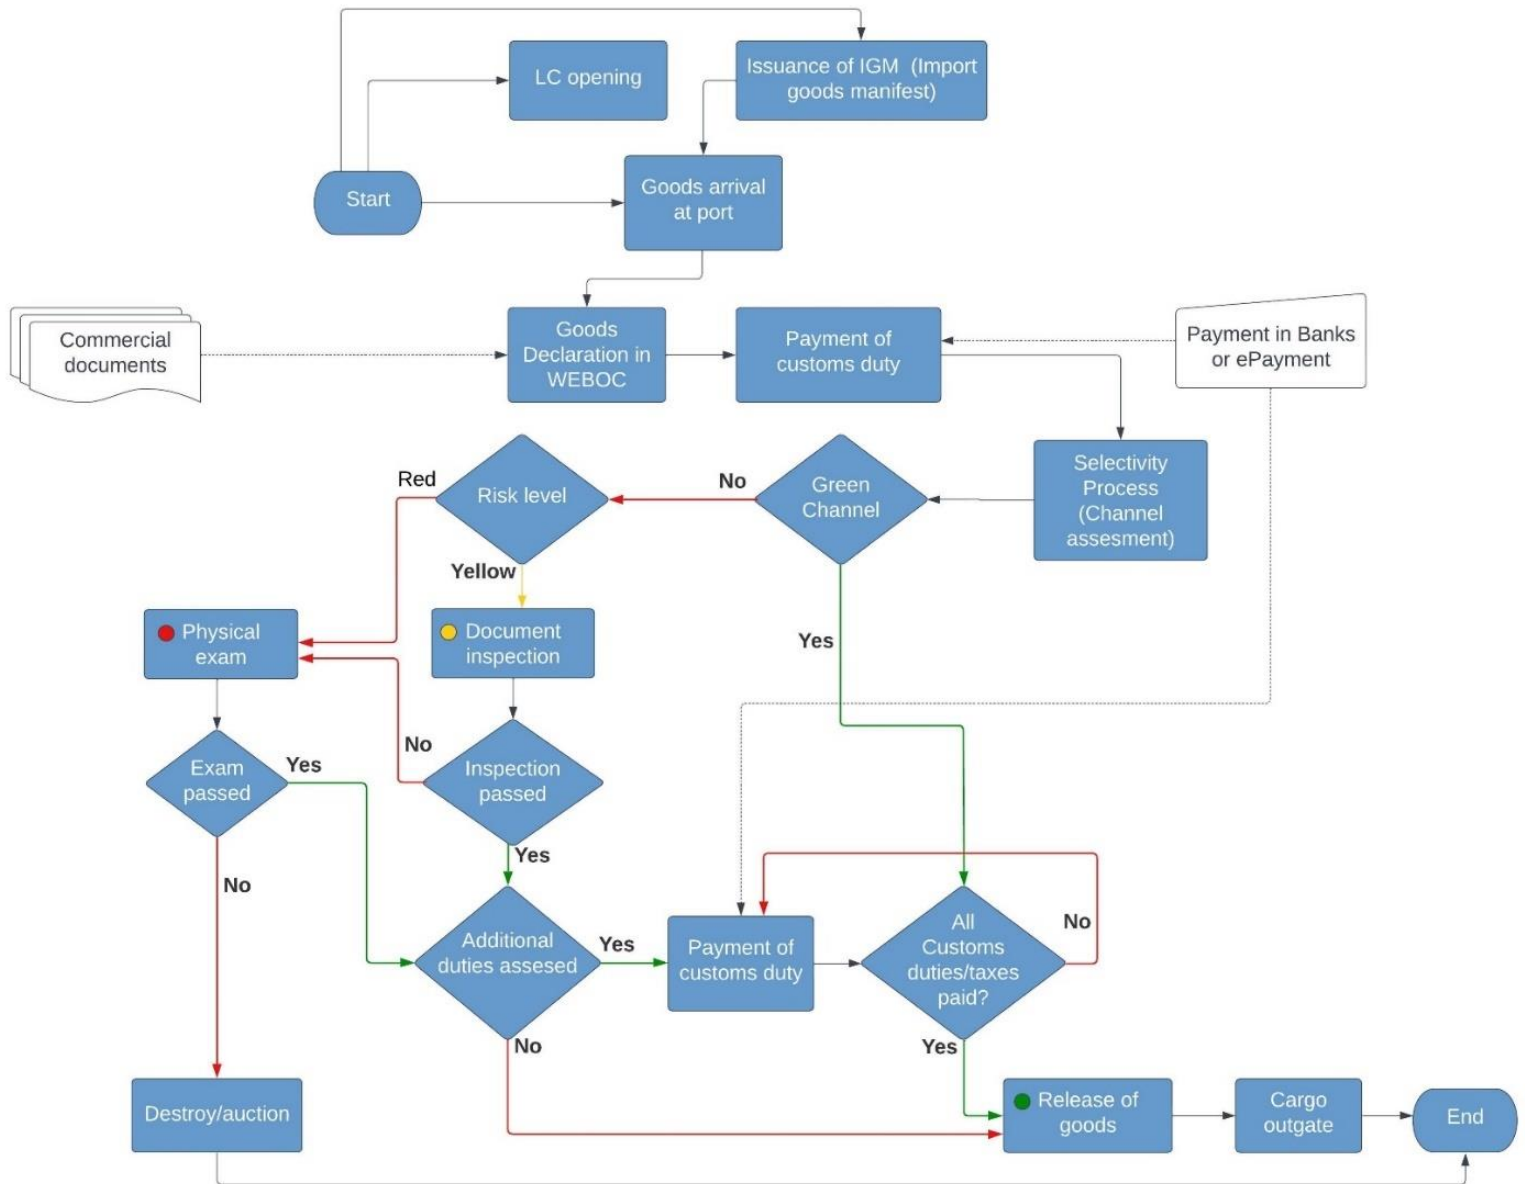 LC opening
Issuance of IGM (Import
goods manifest)
Start
Goods arrival
at port
Commercial
documents
Goods
Declaration in
WEBOC
Payment of
customs duty
Payment in Banks
or ePayment
Red
Risk level
No
Green
Channel
Selectivity
Process
(Channel
assesment)
Yellow
Physical
exam
Document
inspection
Yes
Exam
passed
Yes
No
Inspection
passed
Yes
No
Additional
duties assesed
Yes
Payment of
customs duty
All
Customs
duties/taxes
paid?
No
No
Yes
Destroy/auction
Release of
goods
Cargo
outgate
End